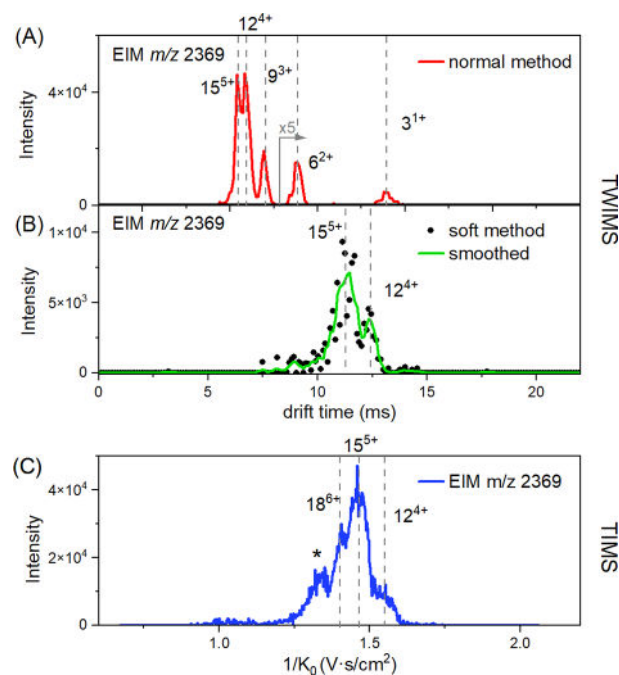 (A)
EIM m/z 2369
12⁴⁺
15⁵⁺
9³⁺
x5
6²⁺
3¹⁺
normal method
4×10⁴
0
Intensity
TWIMS
(B)
EIM m/z 2369
15⁵⁺
12⁴⁺
soft method
smoothed
1×10⁴
5×10³
0
Intensity
0 5 10 15 20
drift time (ms)
(C)
15⁵⁺
18⁶⁺
12⁴⁺
*
EIM m/z 2369
4×10⁴
2×10⁴
0
Intensity
TIMS
1.0 1.5 2.0
1/K₀ (V·s/cm²)